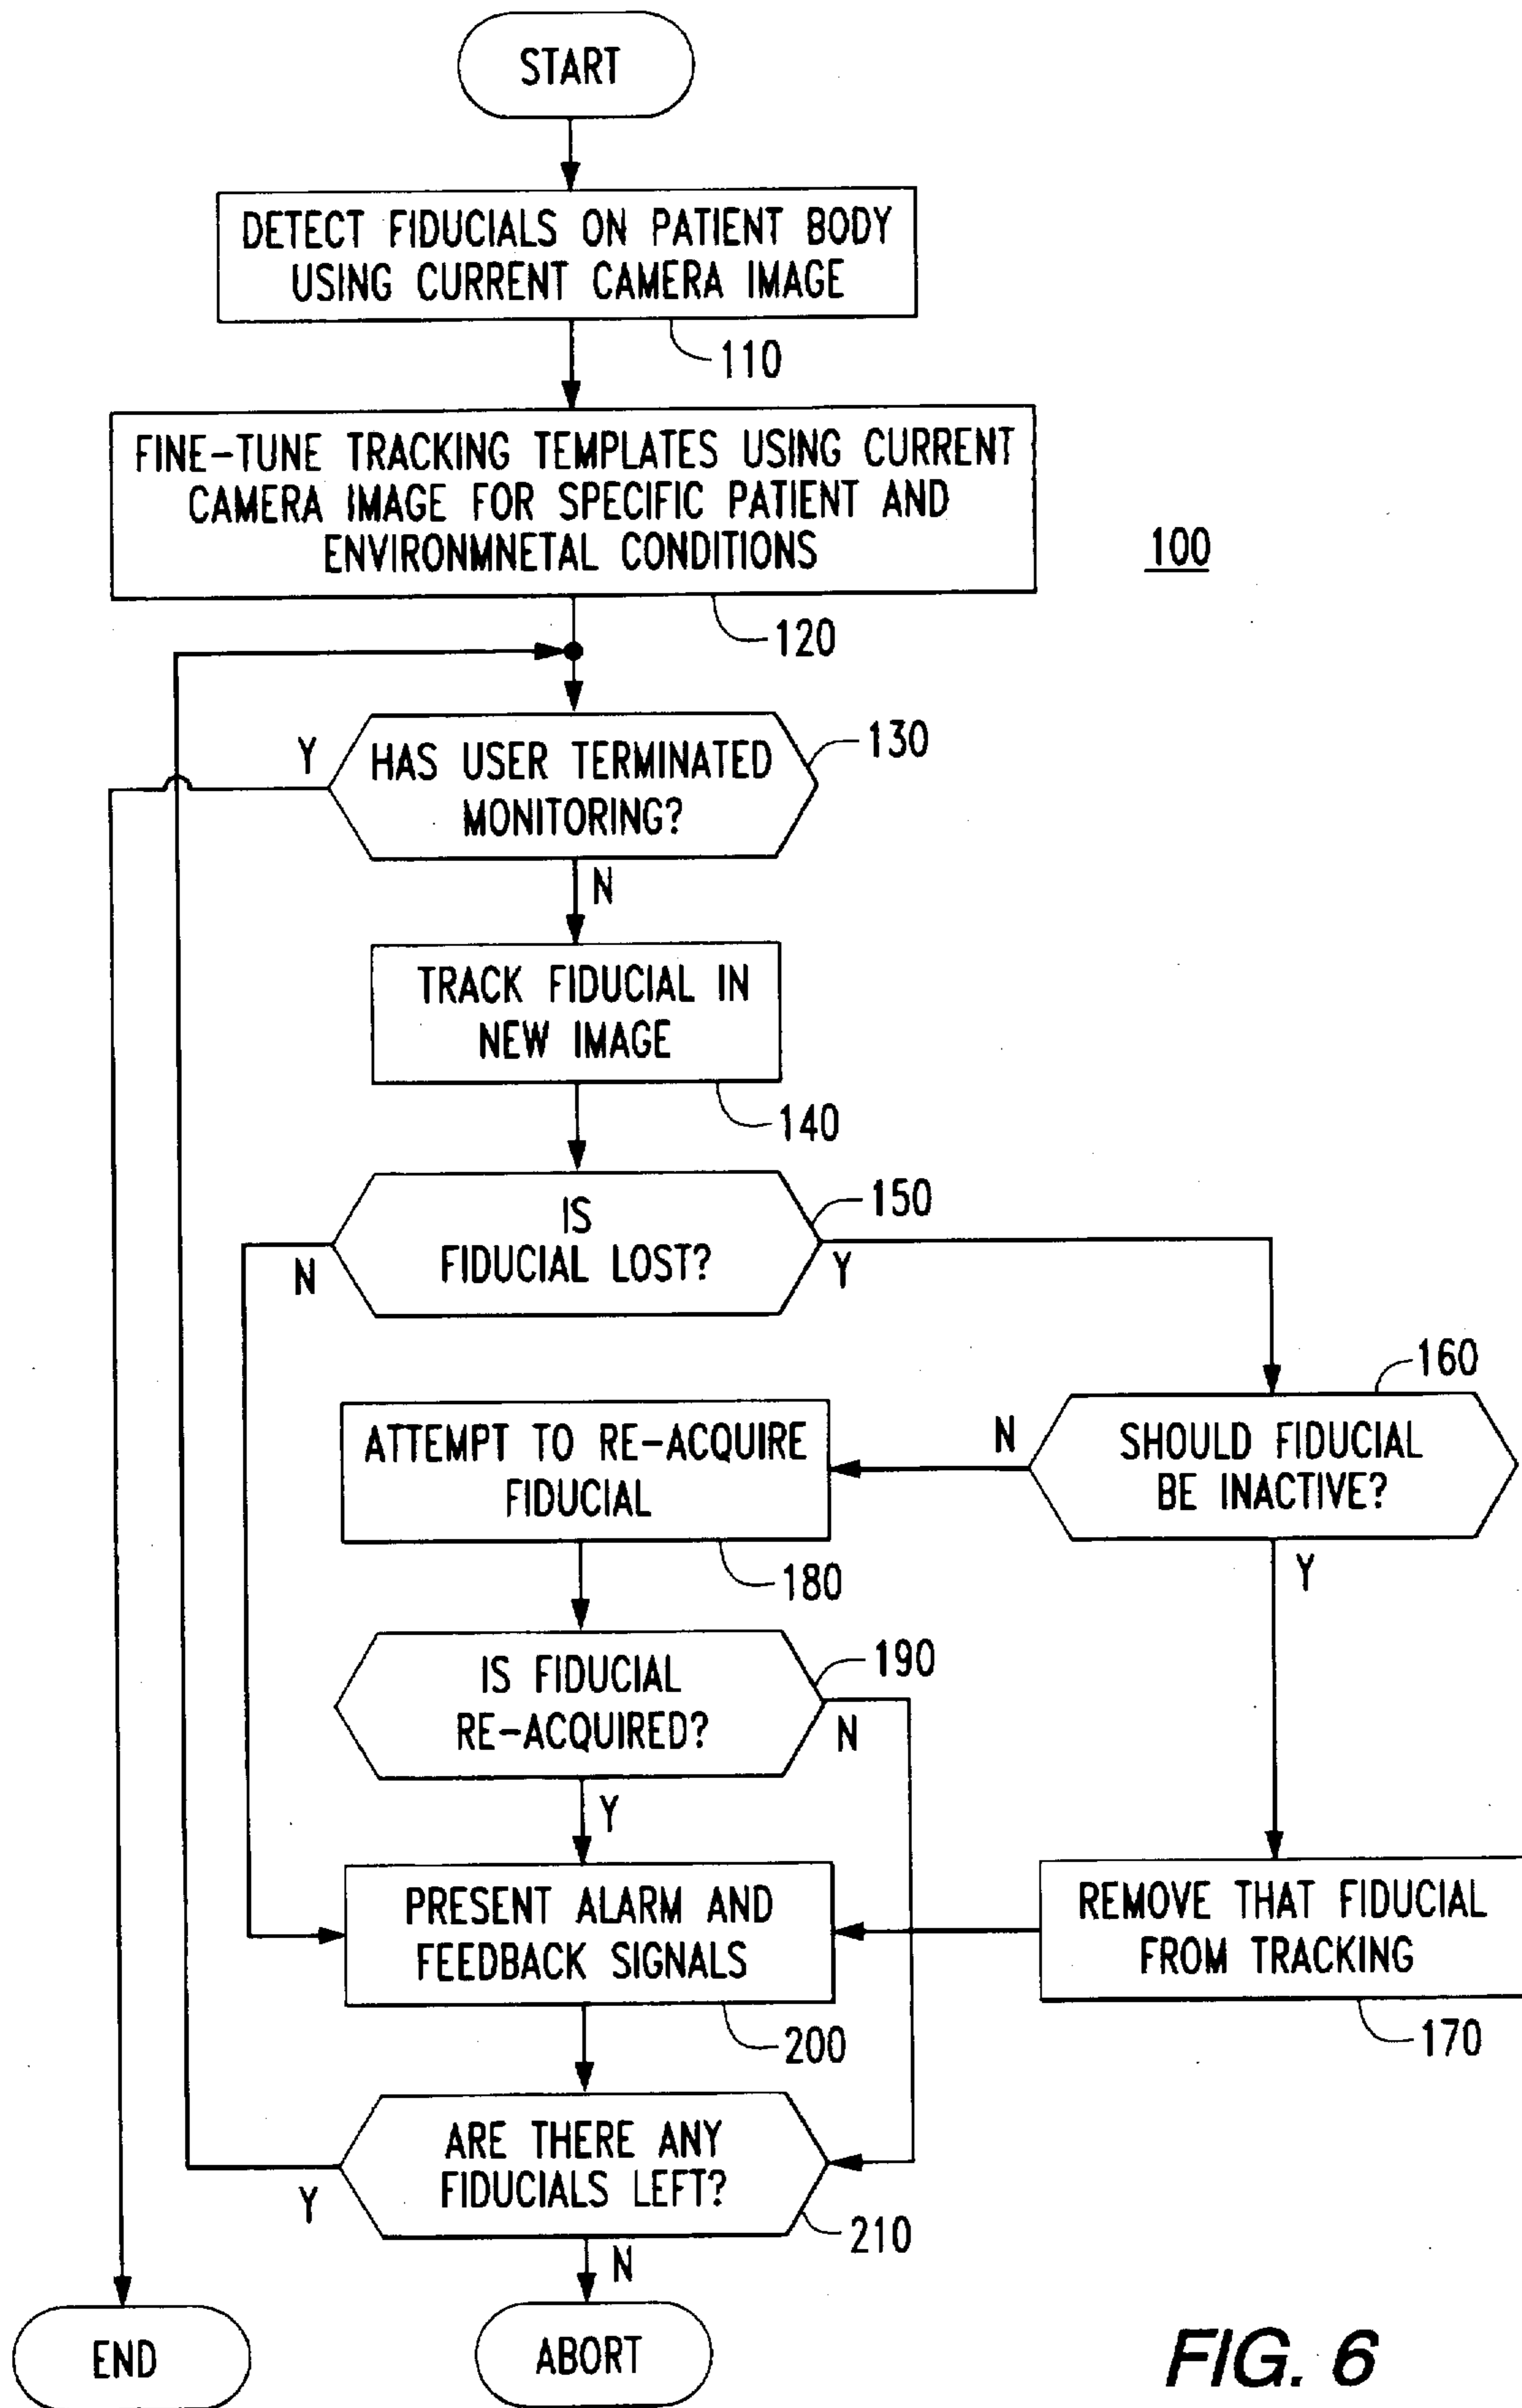 START
DETECT FIDUCIALS ON PATIENT BODY
USING CURRENT CAMERA IMAGE
110
FINE-TUNE TRACKING TEMPLATES USING CURRENT
CAMERA IMAGE FOR SPECIFIC PATIENT AND
ENVIRONMNETAL CONDITIONS
100
120
Y
HAS USER TERMINATED
MONITORING?
130
N
TRACK FIDUCIAL IN
NEW IMAGE
140
IS
FIDUCIAL LOST?
150
N
Y
160
SHOULD FIDUCIAL
BE INACTIVE?
N
Y
ATTEMPT TO RE-ACQUIRE
FIDUCIAL
180
IS FIDUCIAL
RE-ACQUIRED?
190
N
Y
PRESENT ALARM AND
FEEDBACK SIGNALS
200
REMOVE THAT FIDUCIAL
FROM TRACKING
170
ARE THERE ANY
FIDUCIALS LEFT?
Y
210
N
END
ABORT
FIG. 6